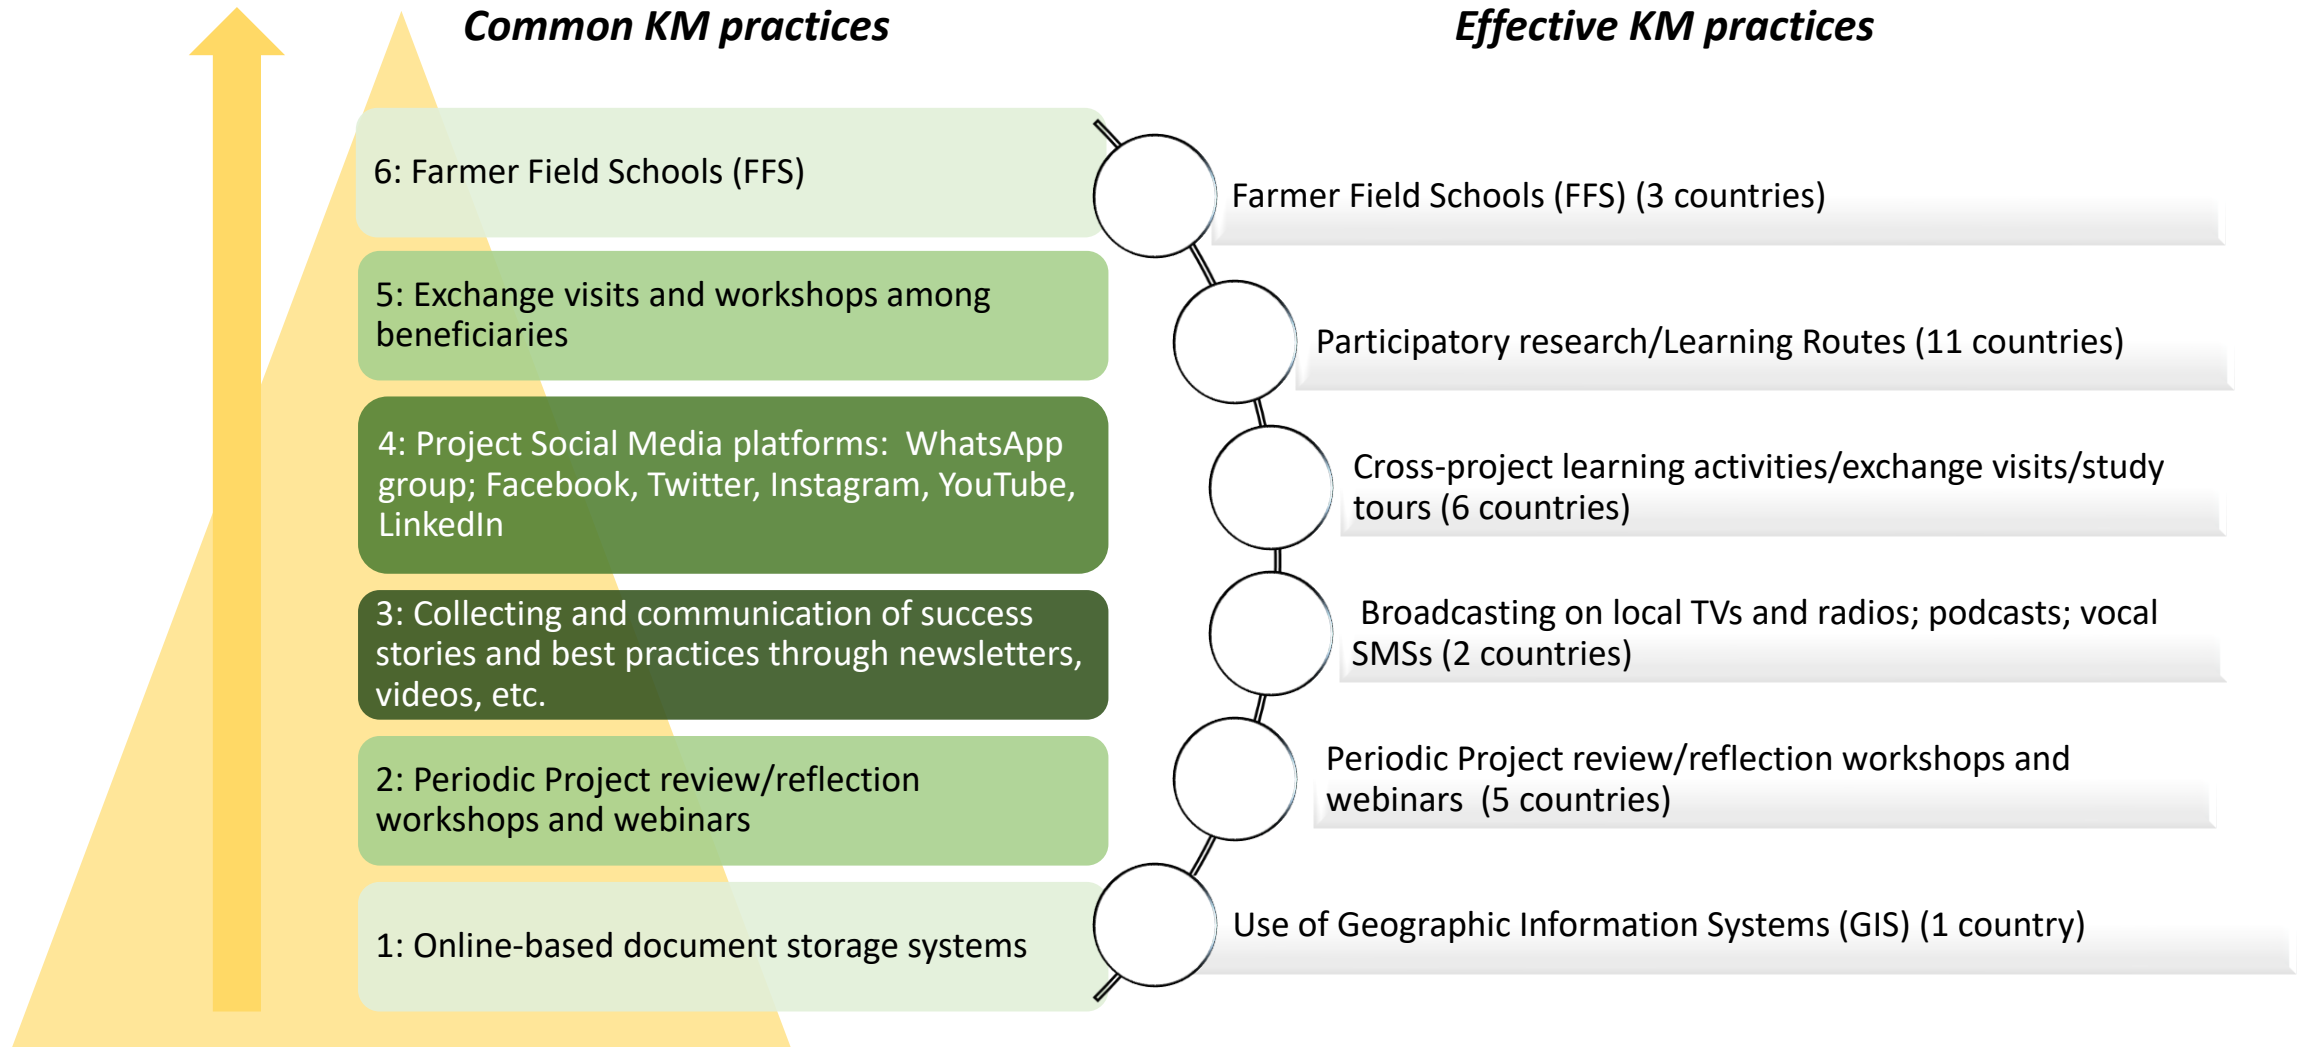 Common KM practices
6: Farmer Field Schools (FFS)
5: Exchange visits and workshops among
beneficiaries
4: Project Social Media platforms:  WhatsApp
group; Facebook, Twitter, Instagram, YouTube,
LinkedIn
3: Collecting and communication of success
stories and best practices through newsletters,
videos, etc.
2: Periodic Project review/reflection
workshops and webinars
1: Online-based document storage systems
Effective KM practices
Farmer Field Schools (FFS) (3 countries)
Participatory research/Learning Routes (11 countries)
Cross-project learning activities/exchange visits/study
tours (6 countries)
Broadcasting on local TVs and radios; podcasts; vocal
SMSs (2 countries)
Periodic Project review/reflection workshops and
webinars  (5 countries)
Use of Geographic Information Systems (GIS) (1 country)